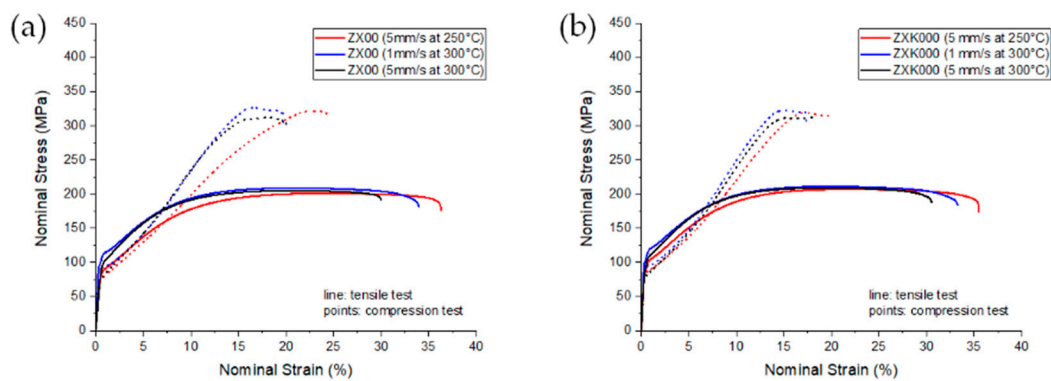 (a)
450
400
350
300
250
200
150
100
50
0
Nominal Stress (MPa)
ZX00 (5mm/s at 250°C)
ZX00 (1mm/s at 300°C)
ZX00 (5mm/s at 300°C)
line: tensile test
points: compression test
0 5 10 15 20 25 30 35 40
Nominal Strain (%)
(b)
450
400
350
300
250
200
150
100
50
0
Nominal Stress (MPa)
ZXK000 (5 mm/s at 250°C)
ZXK000 (1 mm/s at 300°C)
ZXK000 (5 mm/s at 300°C)
line: tensile test
points: compression test
0 5 10 15 20 25 30 35 40
Nominal Strain (%)